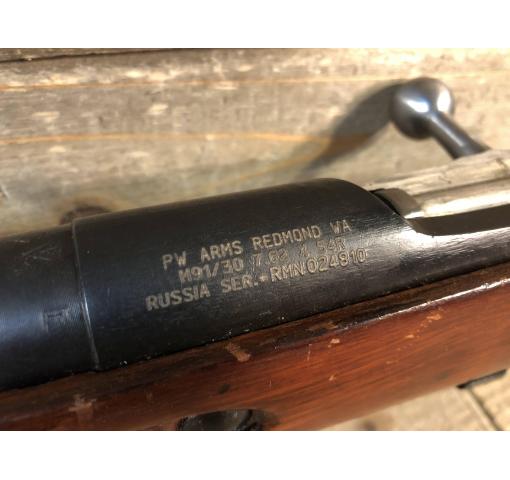 PW ARMS REDMOND WA
M91/30 7.62 X 54R
RUSSIA SER.-RMN024810